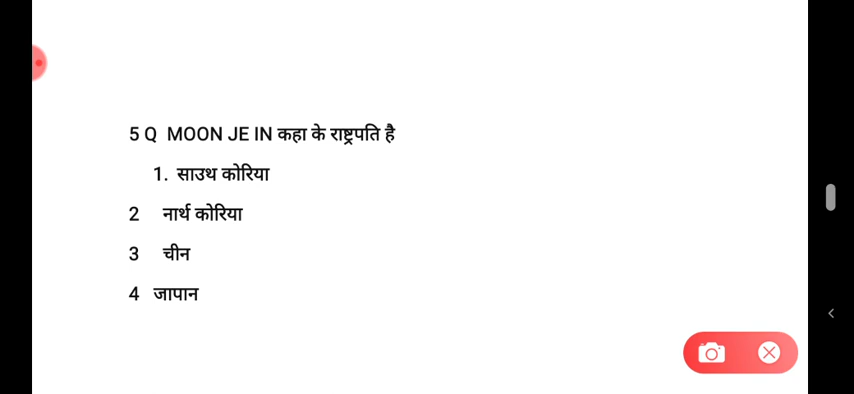 5 Q MOON JE IN कहा के राष्ट्रपति है
1. साउथ कोरिया
2 नार्थ कोरिया
3 चीन
4 जापान